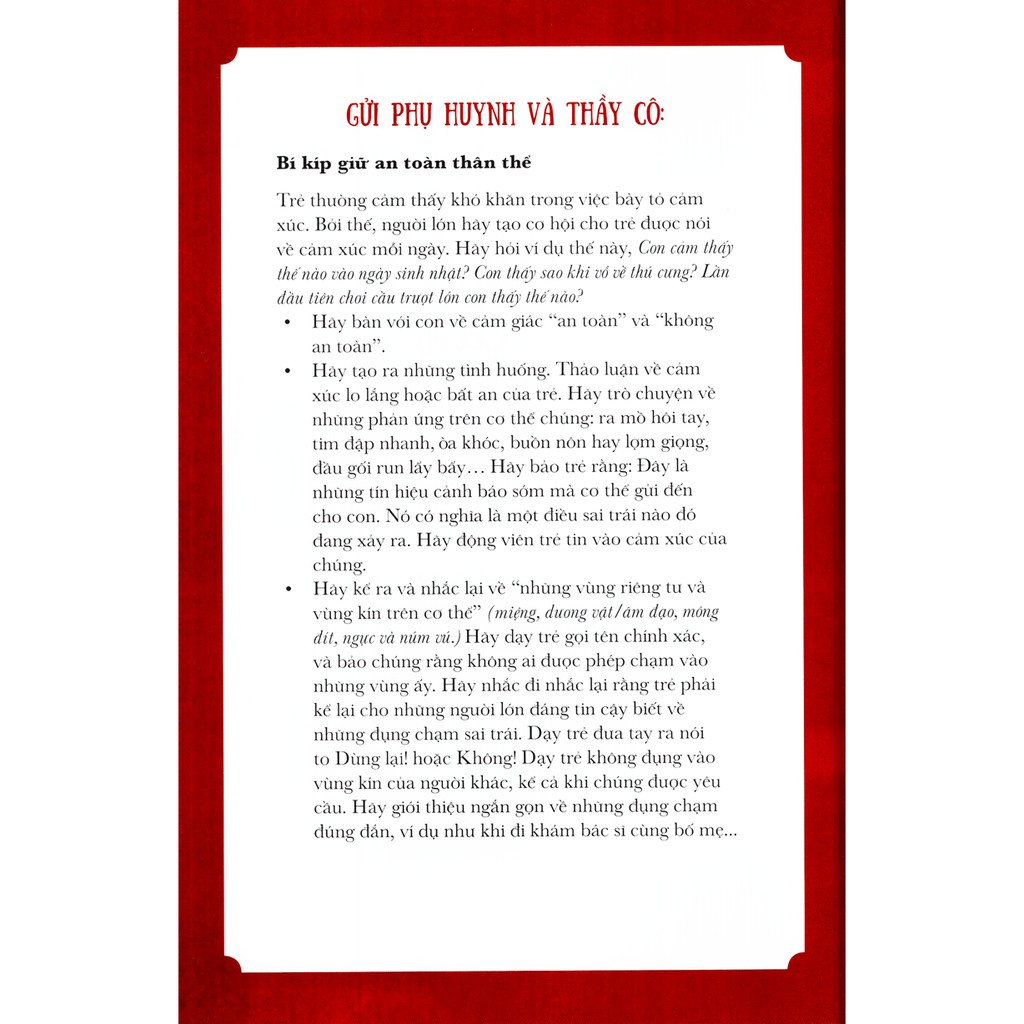 GỬI PHỤ HUYNH VÀ THẦY CÔ:
Bí kíp giữ an toàn thân thể
Trẻ thường cảm thấy khó khăn trong việc bày tỏ cảm
xúc. Bởi thế, người lớn hãy tạo cơ hội cho trẻ được nói
về cảm xúc mỗi ngày. Hãy hỏi ví dụ thế này, Con cảm thấy
thế nào vào ngày sinh nhật? Con thấy sao khi vỗ về thú cưng? Lần
đầu tiên chơi cầu trượt lớn con thấy thế nào?
• Hãy bàn với con về cảm giác “an toàn” và “không
an toàn”.
• Hãy tạo ra những tình huống. Thảo luận về cảm
xúc lo lắng hoặc bất an của trẻ. Hãy trò chuyện về
những phản ứng trên cơ thể chúng: ra mồ hôi tay,
tim đập nhanh, òa khóc, buồn nôn hay lợm giọng,
đầu gối run lẩy bẩy… Hãy bảo trẻ rằng: Đây là
những tín hiệu cảnh báo sớm mà cơ thể gửi đến
cho con. Nó có nghĩa là một điều sai trái nào đó
đang xảy ra. Hãy động viên trẻ tin vào cảm xúc của
chúng.
• Hãy kể ra và nhắc lại về “những vùng riêng tư và
vùng kín trên cơ thể” (miệng, dương vật/âm đạo, mông
đít, ngực và núm vú.) Hãy dạy trẻ gọi tên chính xác,
và bảo chúng rằng không ai được phép chạm vào
những vùng ấy. Hãy nhắc đi nhắc lại rằng trẻ phải
kể lại cho những người lớn đáng tin cậy biết về
những đụng chạm sai trái. Dạy trẻ đưa tay ra nói
to Dừng lại! hoặc Không! Dạy trẻ không đụng vào
vùng kín của người khác, kể cả khi chúng được yêu
cầu. Hãy giới thiệu ngắn gọn về những đụng chạm
đúng đắn, ví dụ như khi đi khám bác sĩ cùng bố mẹ...